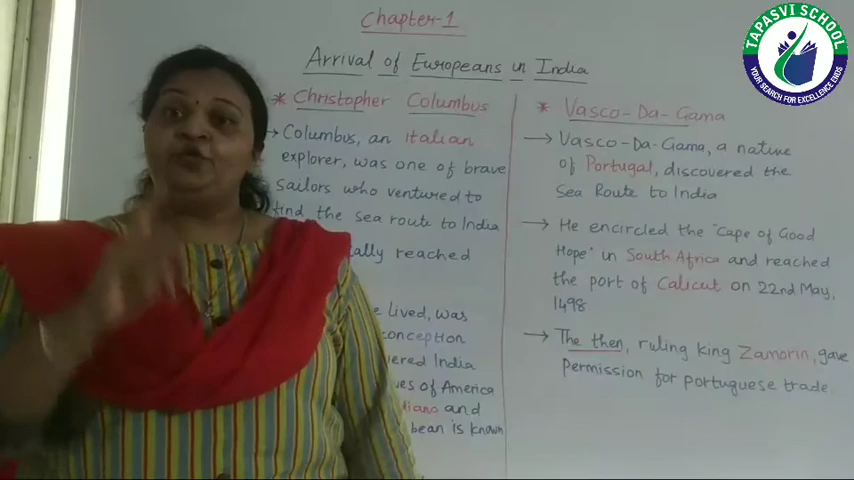 Chapter-1
Arrival of Europeans in India
* Christopher Columbus
→ Columbus, an Italian
explorer, was one of brave
sailors who ventured to
find the sea route to India
ally reached
lived, was
conception
ered India
ves of America
dians and
bean is known
* Vasco-Da-Gama
→ Vasco-Da-Gama, a native
of Portugal, discovered the
Sea Route to India
→ He encircled the "Cape of Good
Hope" in South Africa and reached
the port of Calicut on 22nd May,
1498
→ The then, ruling king Zamorin, gave
Permission for portuguese trade.
TAPASVI SCHOOL
YOUR SEARCH FOR EXCELLENCE ENDS